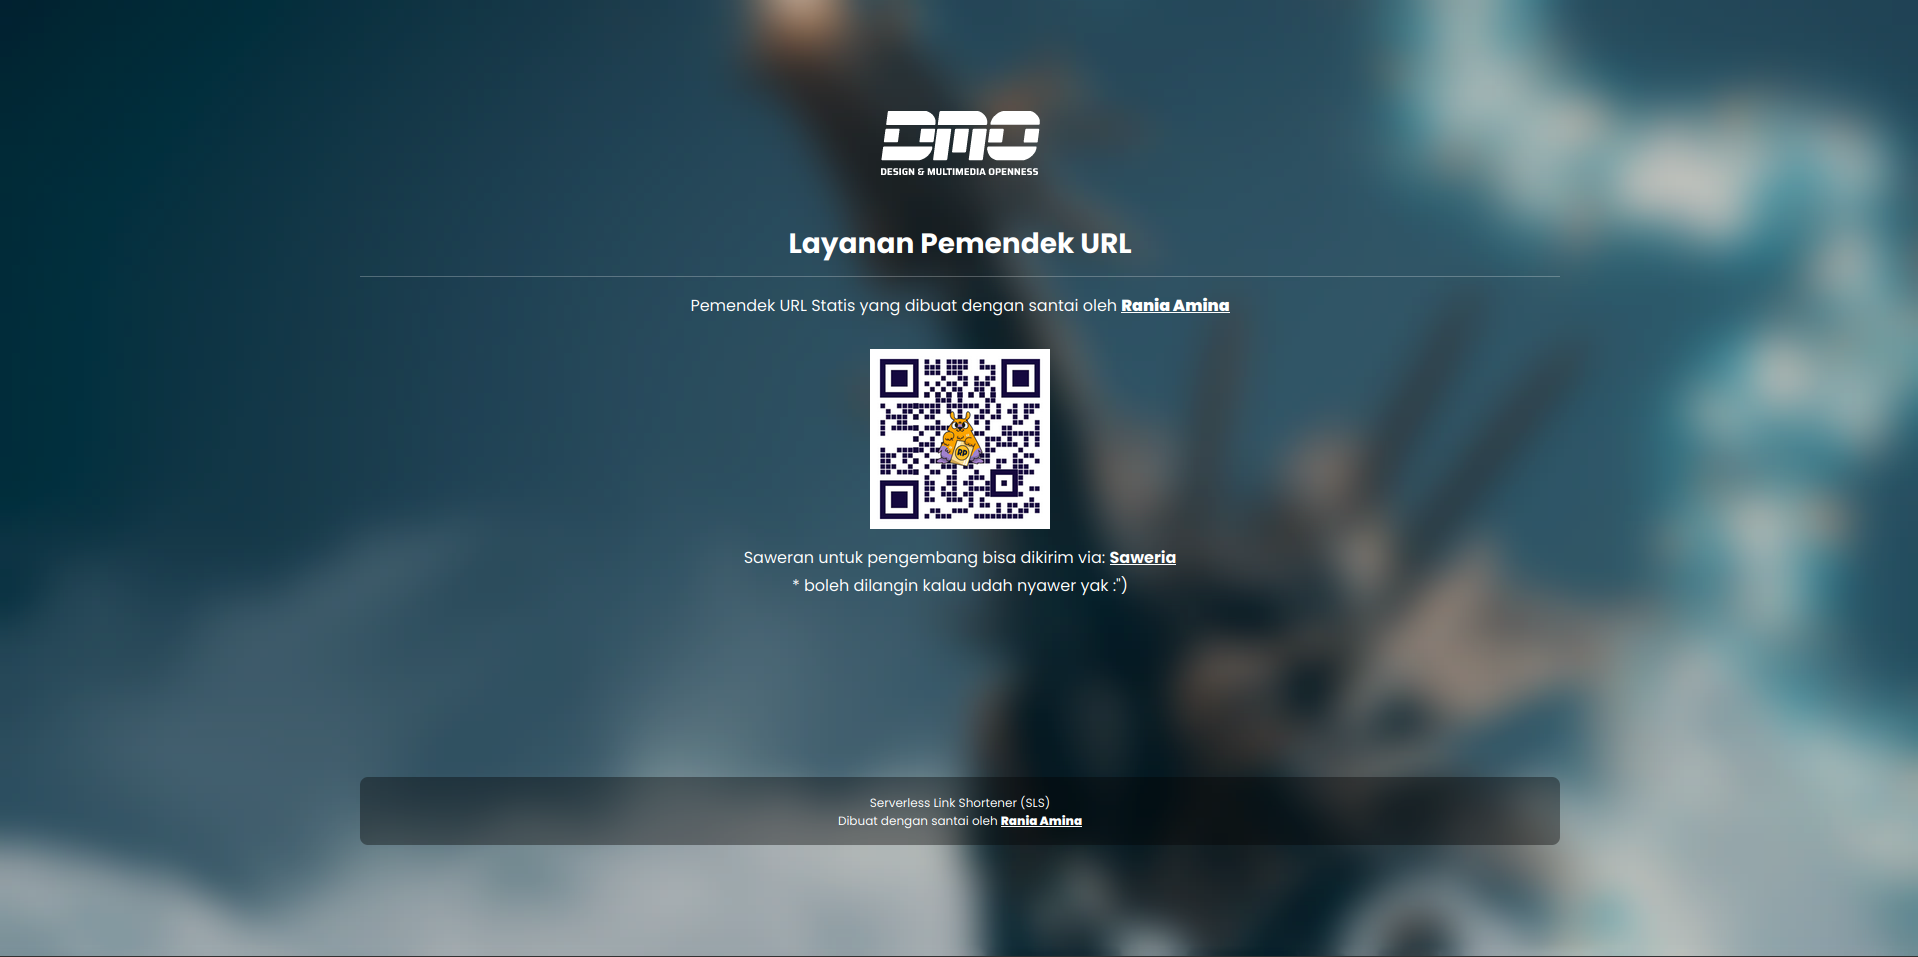 DMO
DESIGN & MULTIMEDIA OPENNESS
Layanan Pemendek URL
Pemendek URL Statis yang dibuat dengan santai oleh Rania Amina
RP
Saweran untuk pengembang bisa dikirim via: Saweria
* boleh dilangin kalau udah nyawer yak :")
Serverless Link Shortener (SLS)
Dibuat dengan santai oleh Rania Amina